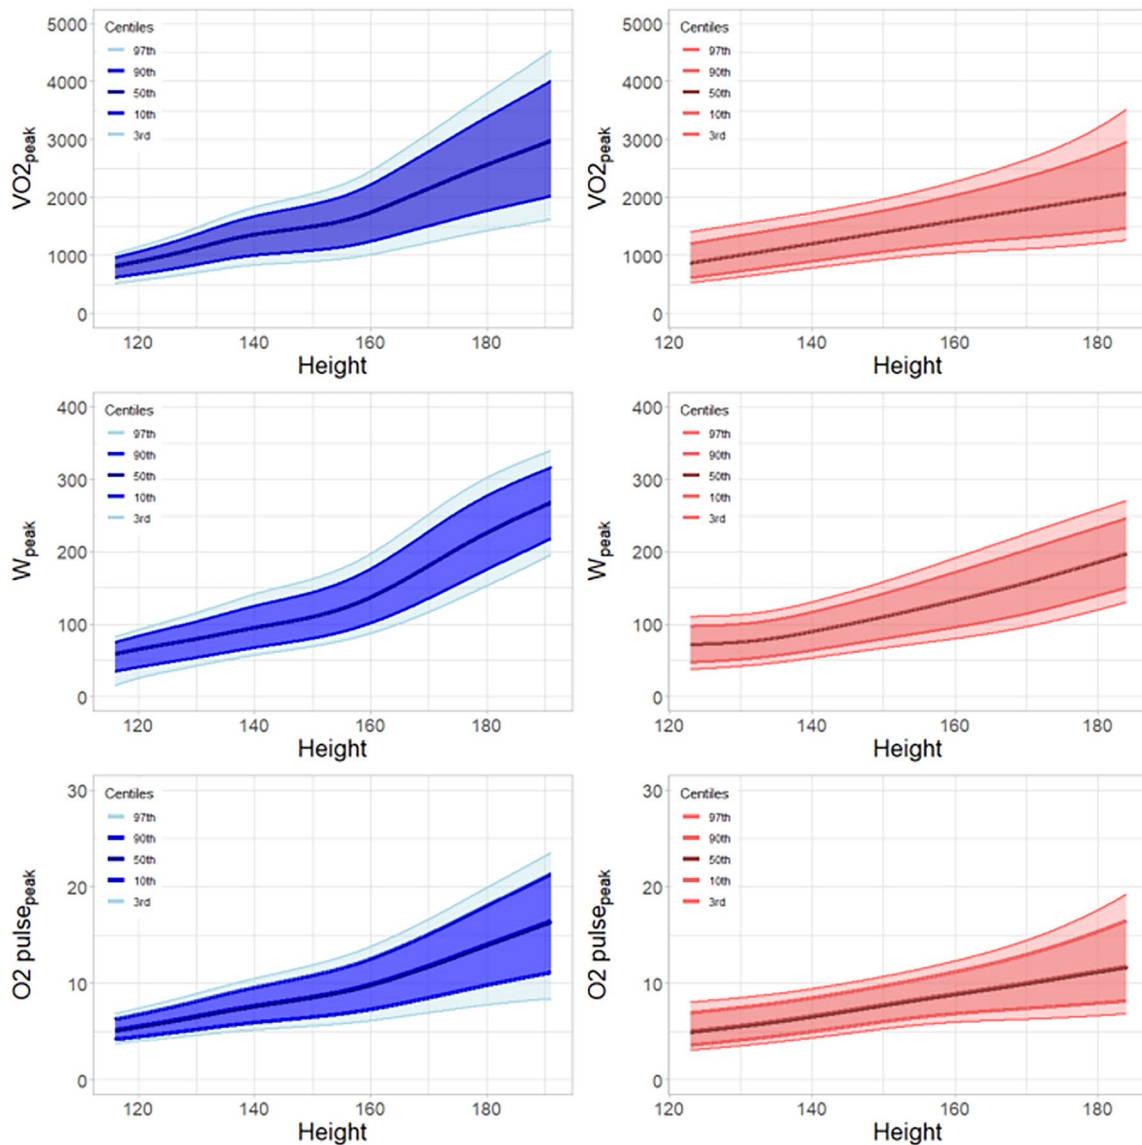 5000
4000
3000
2000
1000
0
VO2peak
Centiles
97th
90th
50th
10th
3rd
120 140 160 180
Height
5000
4000
3000
2000
1000
0
VO2peak
Centiles
97th
90th
50th
10th
3rd
120 140 160 180
Height
400
300
200
100
0
Wpeak
Centiles
97th
90th
50th
10th
3rd
120 140 160 180
Height
400
300
200
100
0
Wpeak
Centiles
97th
90th
50th
10th
3rd
120 140 160 180
Height
30
20
10
0
O2 pulsepeak
Centiles
97th
90th
50th
10th
3rd
120 140 160 180
Height
30
20
10
0
O2 pulsepeak
Centiles
97th
90th
50th
10th
3rd
120 140 160 180
Height